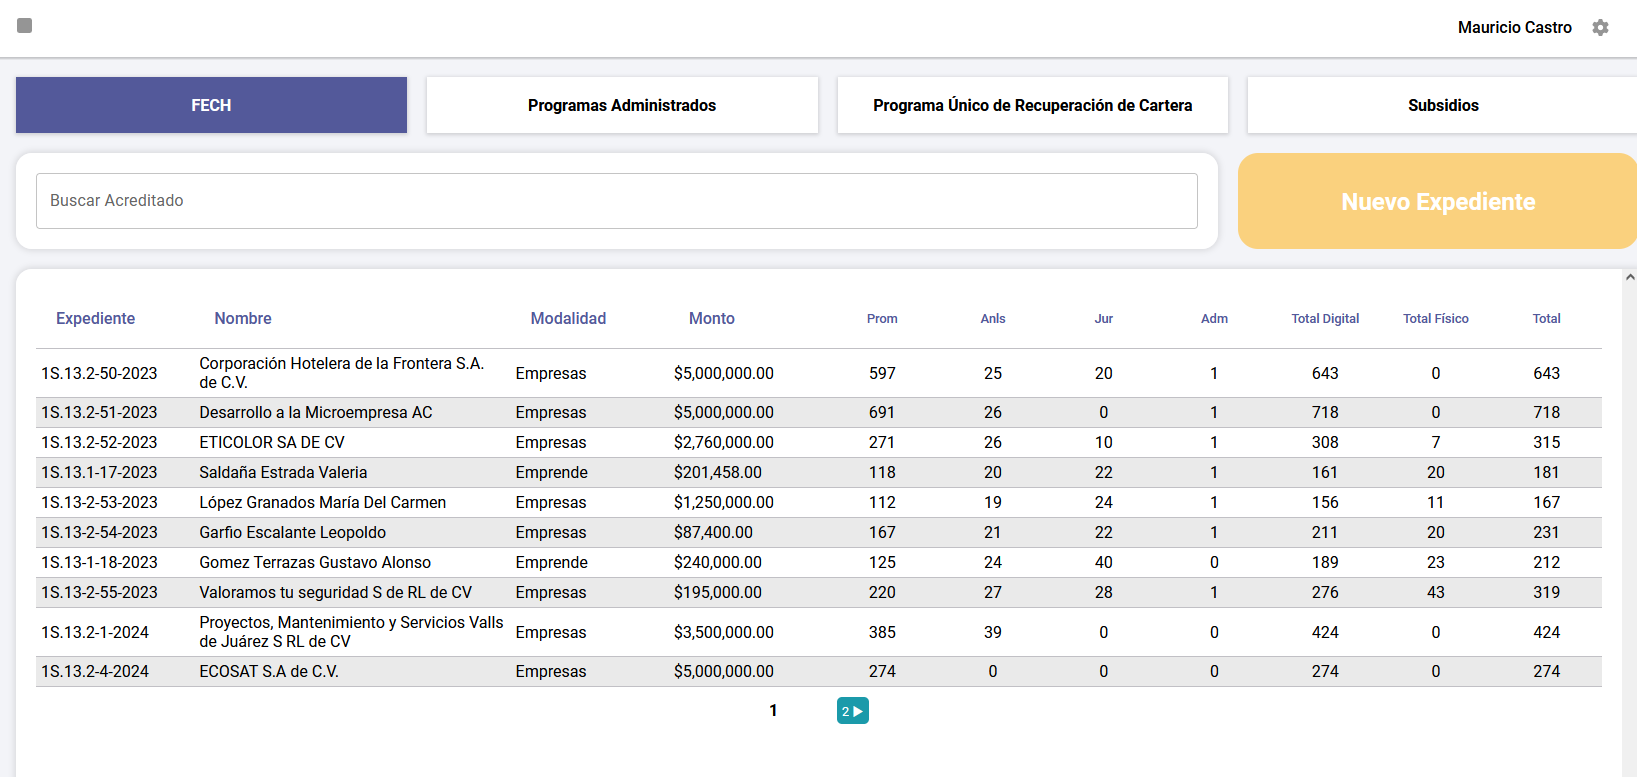 Mauricio Castro
FECH
Programas Administrados
Programa Único de Recuperación de Cartera
Subsidios
Buscar Acreditado
Nuevo Expediente
Expediente Nombre Modalidad Monto Prom Anls Jur Adm Total Digital Total Físico Total
1S.13.2-50-2023 Corporación Hotelera de la Frontera S.A. de C.V. Empresas $5,000,000.00 597 25 20 1 643 0 643
1S.13.2-51-2023 Desarrollo a la Microempresa AC Empresas $5,000,000.00 691 26 0 1 718 0 718
1S.13.2-52-2023 ETICOLOR SA DE CV Empresas $2,760,000.00 271 26 10 1 308 7 315
1S.13.1-17-2023 Saldaña Estrada Valeria Emprende $201,458.00 118 20 22 1 161 20 181
1S.13-2-53-2023 López Granados María Del Carmen Empresas $1,250,000.00 112 19 24 1 156 11 167
1S.13-2-54-2023 Garfio Escalante Leopoldo Empresas $87,400.00 167 21 22 1 211 20 231
1S.13-1-18-2023 Gomez Terrazas Gustavo Alonso Emprende $240,000.00 125 24 40 0 189 23 212
1S.13-2-55-2023 Valoramos tu seguridad S de RL de CV Empresas $195,000.00 220 27 28 1 276 43 319
1S.13.2-1-2024 Proyectos, Mantenimiento y Servicios Valls de Juárez S RL de CV Empresas $3,500,000.00 385 39 0 0 424 0 424
1S.13.2-4-2024 ECOSAT S.A de C.V. Empresas $5,000,000.00 274 0 0 0 274 0 274
1 2